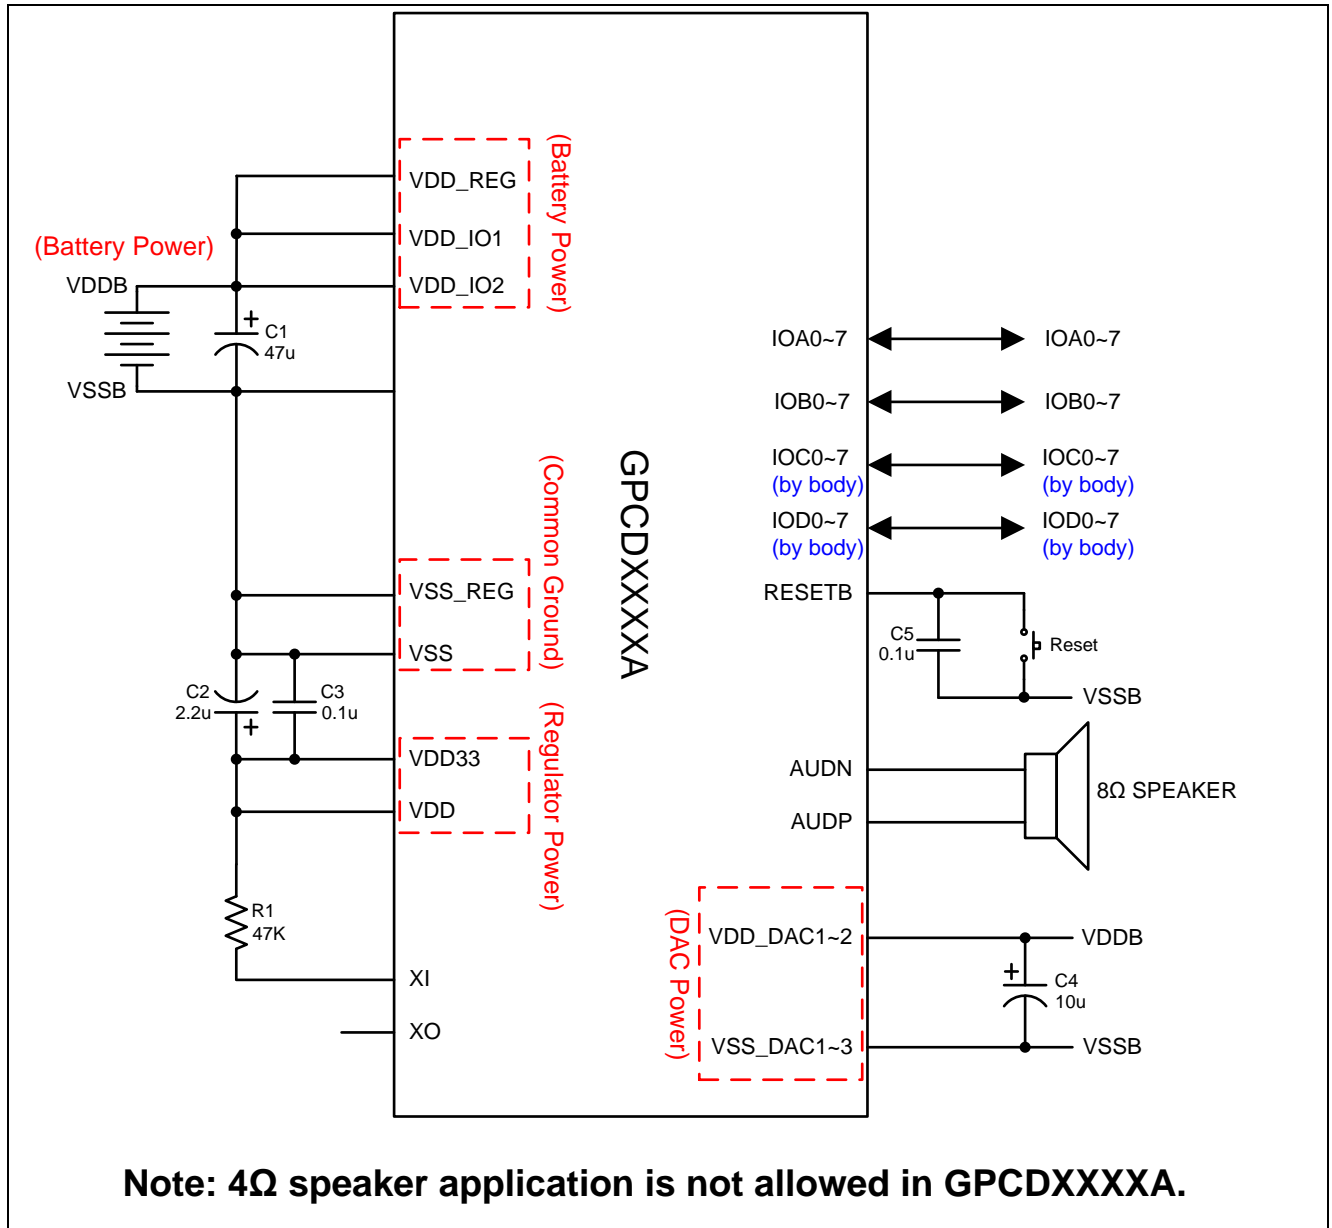 VDD_REG
VDD_IO1
VDD_IO2
(Battery Power)
(Battery Power)
VDDB
+
C1
47u
VSSB
GPCDXXXXA
VSS_REG
VSS
(Common Ground)
C2
2.2u
+
C3
0.1u
VDD33
VDD
(Regulator Power)
R1
47K
XI
XO
IOA0~7
IOA0~7
IOB0~7
IOB0~7
IOC0~7
(by body)
IOC0~7
(by body)
IOD0~7
(by body)
IOD0~7
(by body)
RESETB
C5
0.1u
Reset
VSSB
AUDN
AUDP
8Ω SPEAKER
(DAC Power)
VDD_DAC1~2
VDDB
+
C4
10u
VSS_DAC1~3
VSSB
Note: 4Ω speaker application is not allowed in GPCDXXXXA.